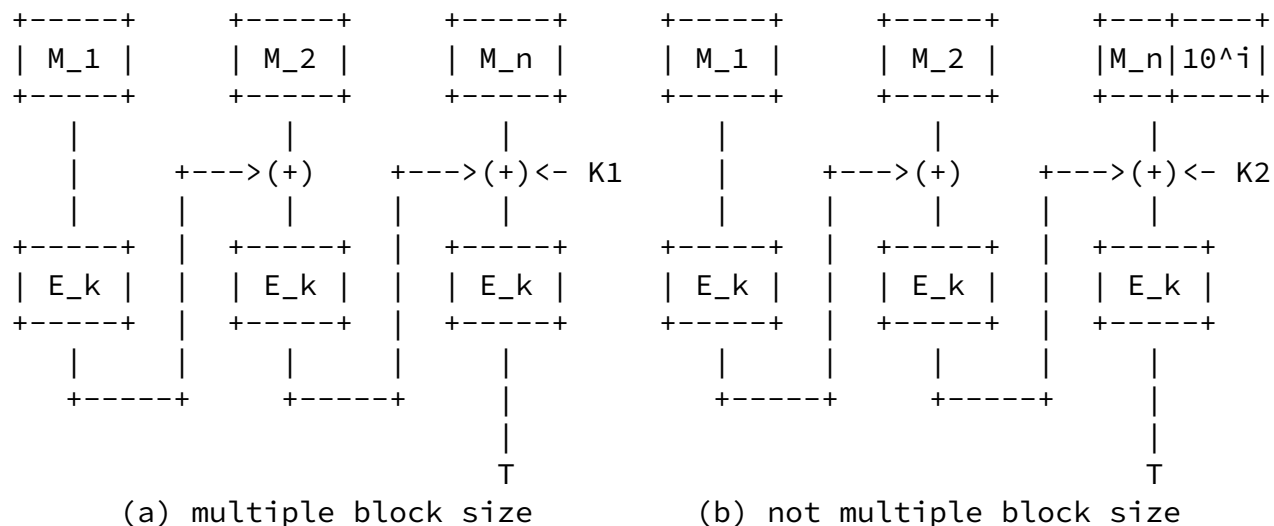 +-----+     +-----+     +-----+     +-----+     +-----+     +---+----+
| M_1 |     | M_2 |     | M_n |     | M_1 |     | M_2 |     |M_n|10^i|
+-----+     +-----+     +-----+     +-----+     +-----+     +---+----+
   |           |           |           |           |           |
   |     +--->(+)    +--->(+)<- K1     |     +--->(+)    +--->(+)<- K2
   |     |     |     |     |           |     |     |     |     |
+-----+  |  +-----+  |  +-----+     +-----+  |  +-----+  |  +-----+
| E_k |  |  | E_k |  |  | E_k |     | E_k |  |  | E_k |  |  | E_k |
+-----+  |  +-----+  |  +-----+     +-----+  |  +-----+  |  +-----+
   |     |     |     |     |           |     |     |     |     |
   +-----+     +-----+     |           +-----+     +-----+     |
                           |                                   |
                           T                                   T
      (a) multiple block size         (b) not multiple block size